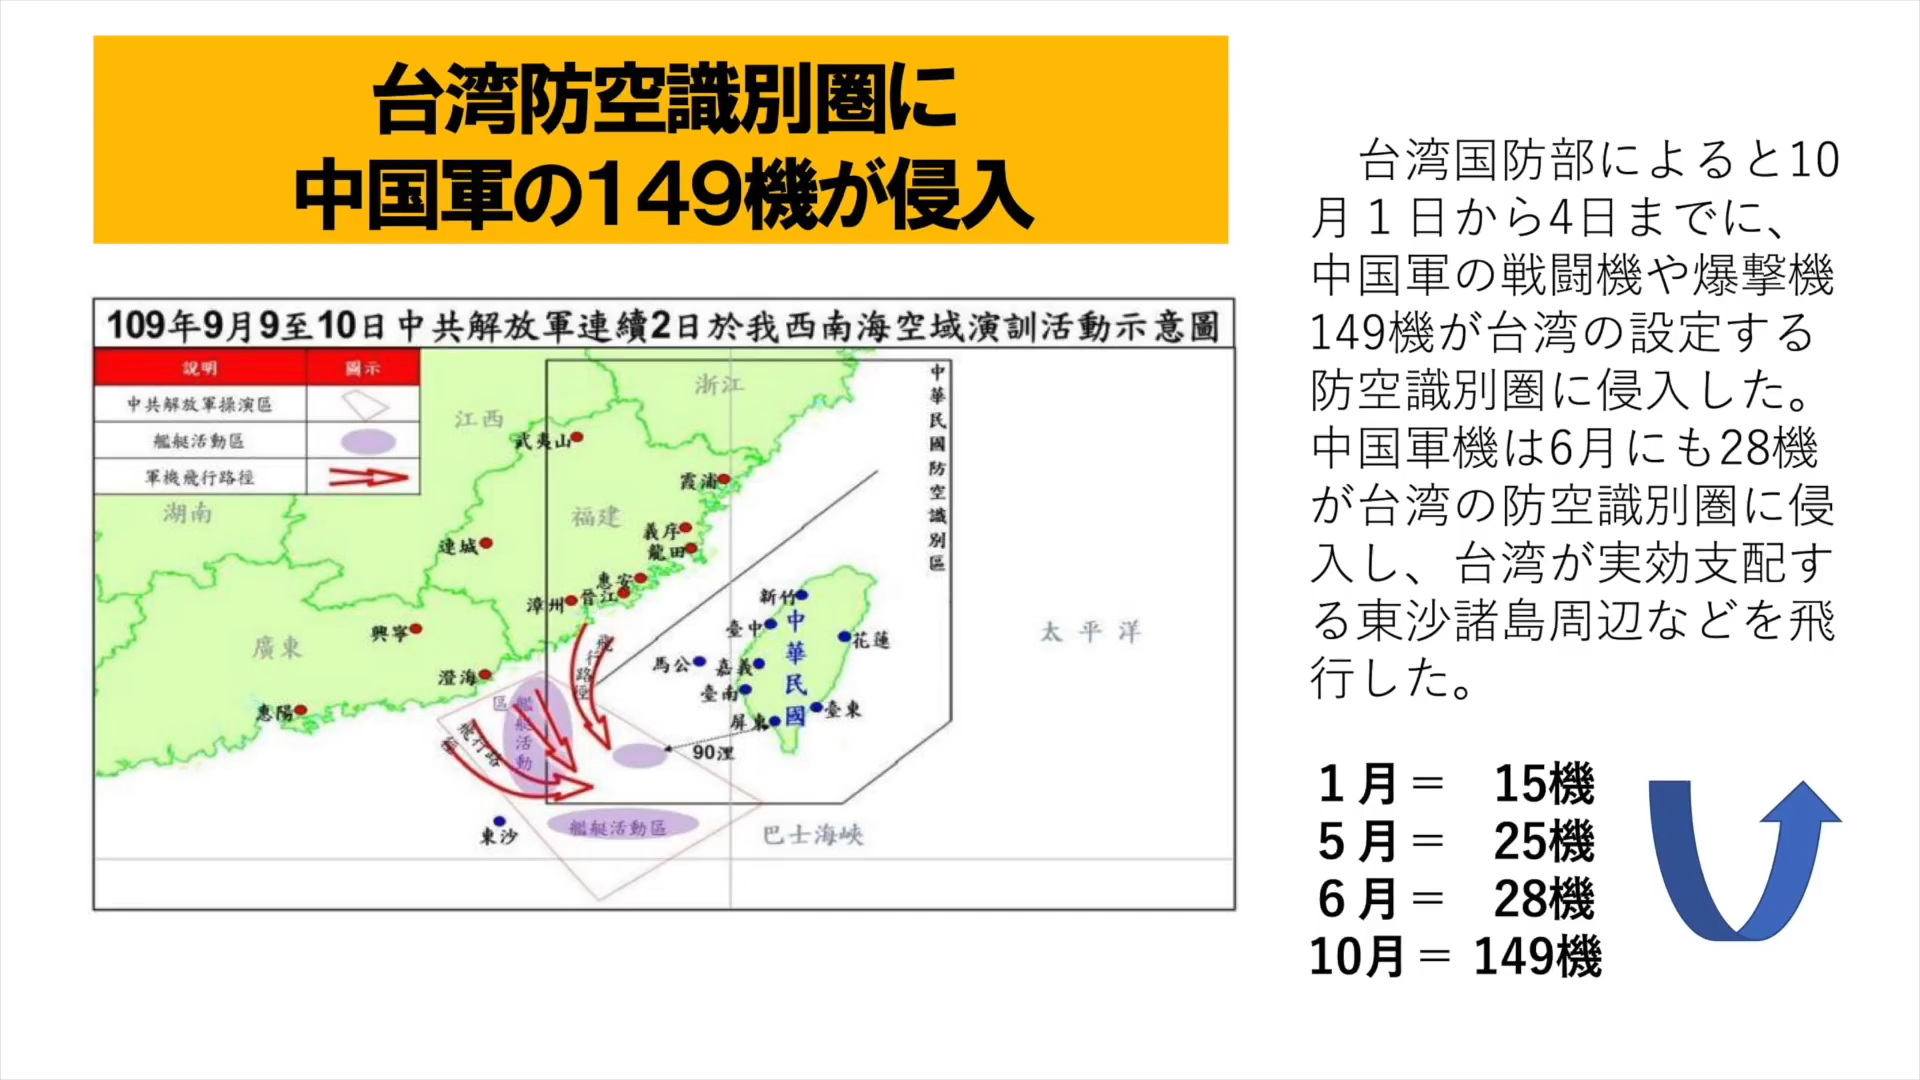 台湾防空識別圏に
中国軍の149機が侵入
109年9月9至10日中共解放軍連續2日於我西南海空域演訓活動示意圖
說明
圖示
中共解放軍操演區
艦艇活動區
軍機飛行路徑
浙江
江西
武夷山
湖南
霞浦
福建
義序
龍田
連城
惠安
漳州
晉江
興寧
廣東
澄海
惠陽
中華民國防空識別區
新竹
臺中
花蓮
馬公
嘉義
臺南
屏東
臺東
中華民國
太平洋
飛行路徑
艦艇活動區
90浬
東沙
艦艇活動區
巴士海峽
台湾国防部によると10
月１日から4日までに、
中国軍の戦闘機や爆撃機
149機が台湾の設定する
防空識別圏に侵入した。
中国軍機は6月にも28機
が台湾の防空識別圏に侵
入し、台湾が実効支配す
る東沙諸島周辺などを飛
行した。
１月＝ 15機
５月＝ 25機
６月＝ 28機
10月＝ 149機